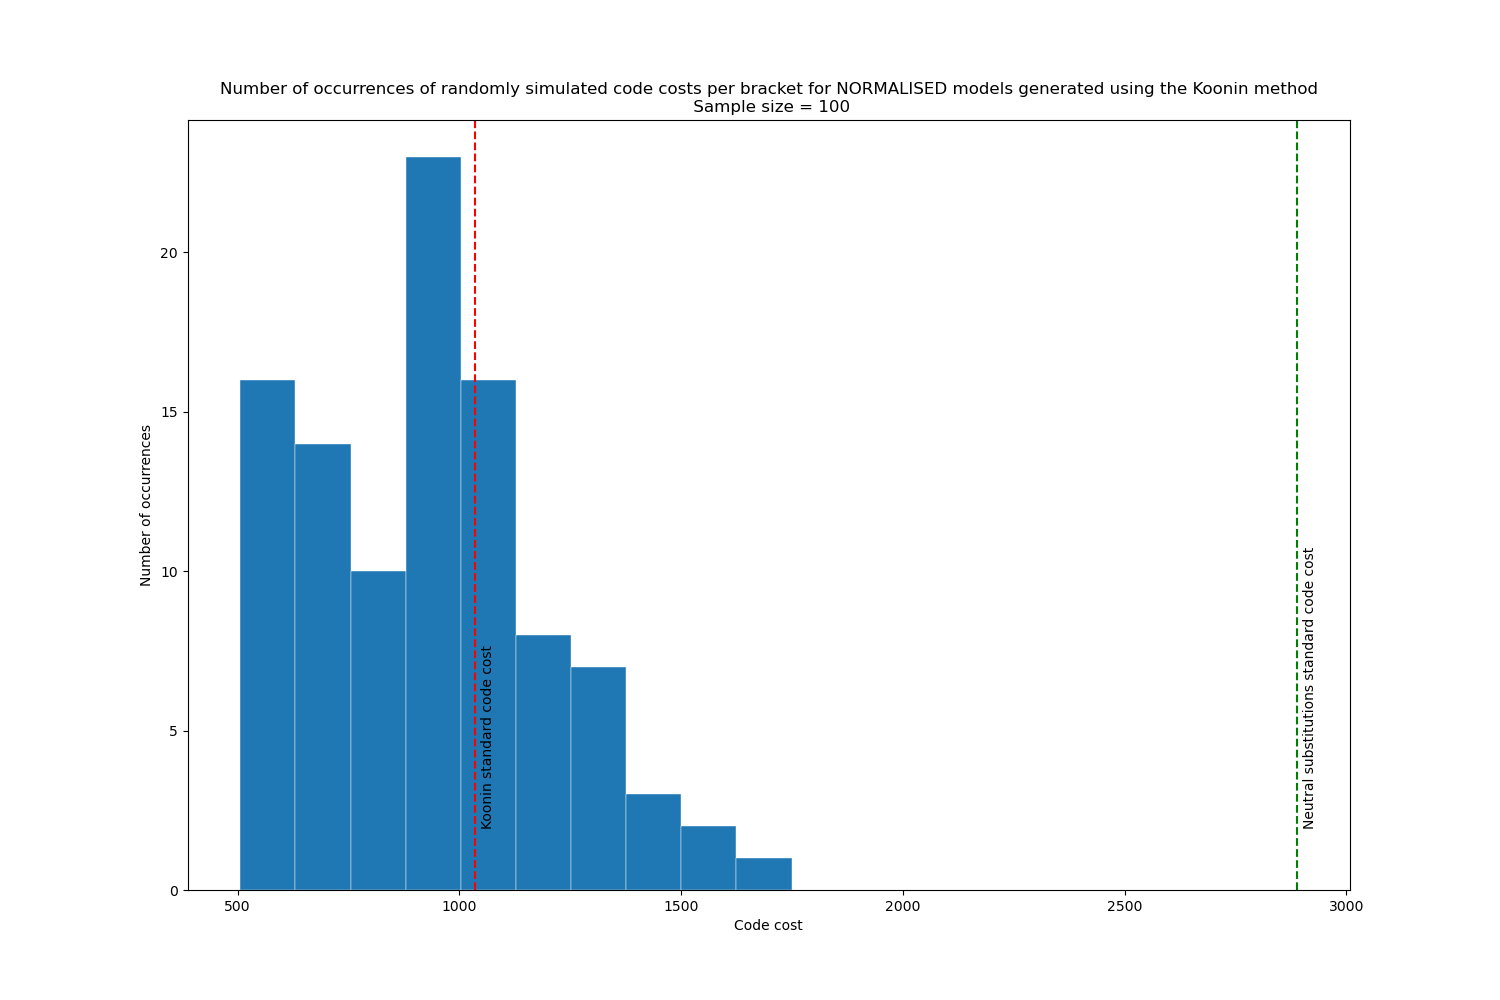 Number of occurrences of randomly simulated code costs per bracket for NORMALISED models generated using the Koonin method
Sample size = 100
Number of occurrences
20
15
10
5
0
Koonin standard code cost
Neutral substitutions standard code cost
500
1000
1500
2000
2500
3000
Code cost